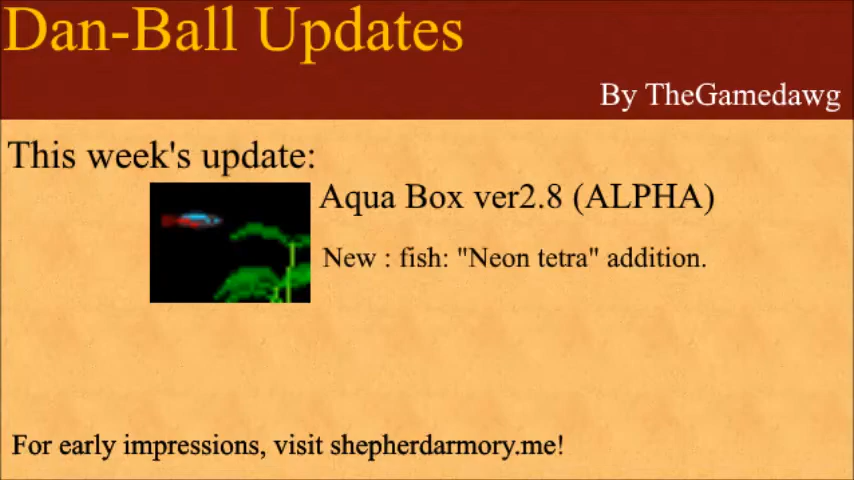 Dan-Ball Updates
By TheGamedawg
This week's update:
Aqua Box ver2.8 (ALPHA)
New : fish: "Neon tetra" addition.
For early impressions, visit shepherdarmory.me!